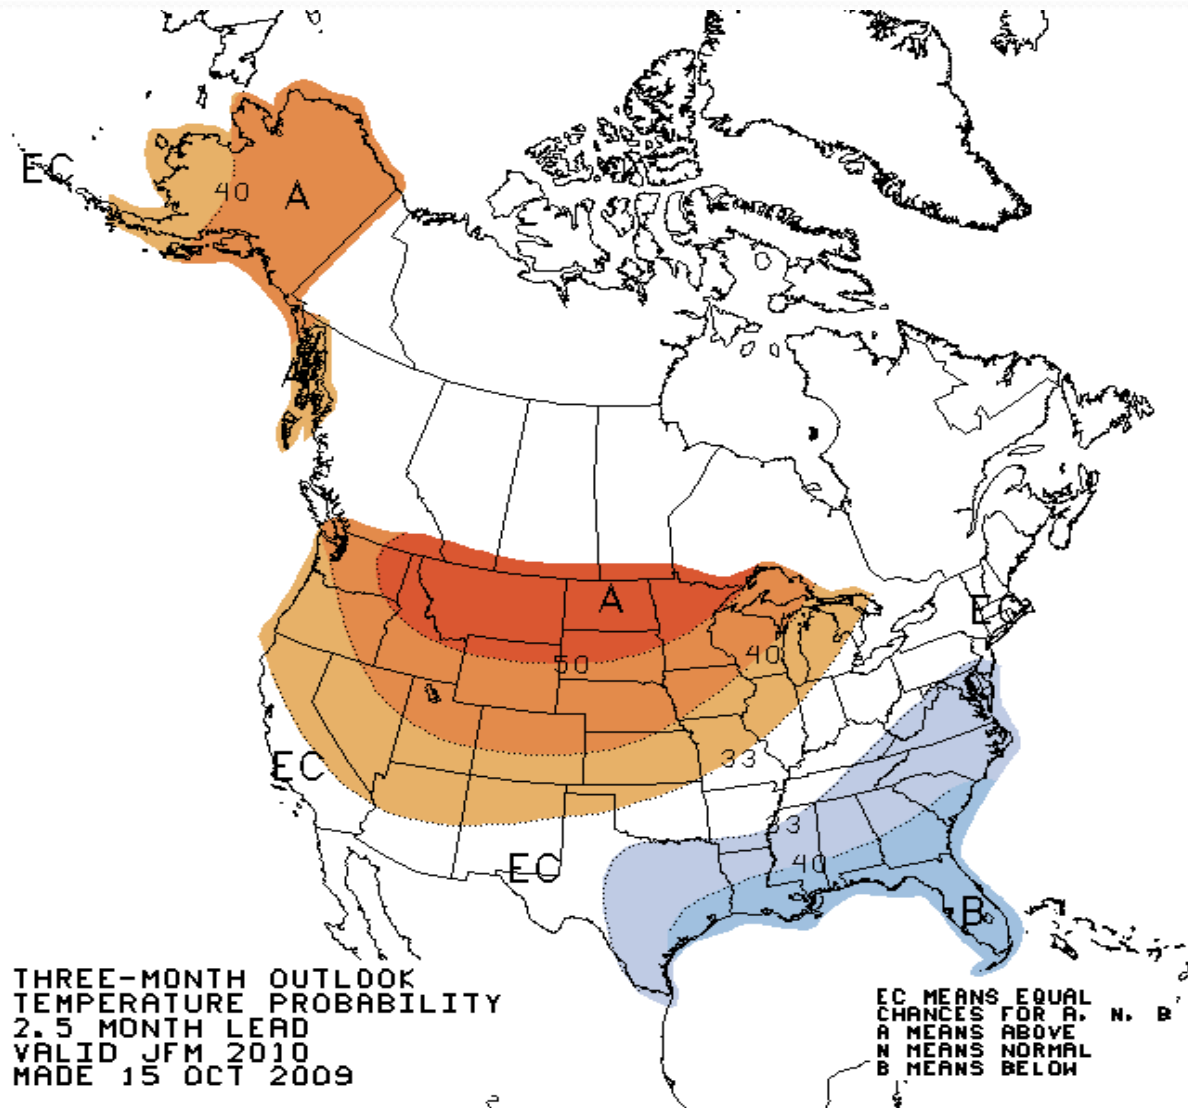 EC
40
A
A
A
E
50
40
EC
33
33
EC
40
B
THREE-MONTH OUTLOOK
TEMPERATURE PROBABILITY
2.5 MONTH LEAD
VALID JFM 2010
MADE 15 OCT 2009
EC MEANS EQUAL
CHANCES FOR A, N, B
A MEANS ABOVE
N MEANS NORMAL
B MEANS BELOW